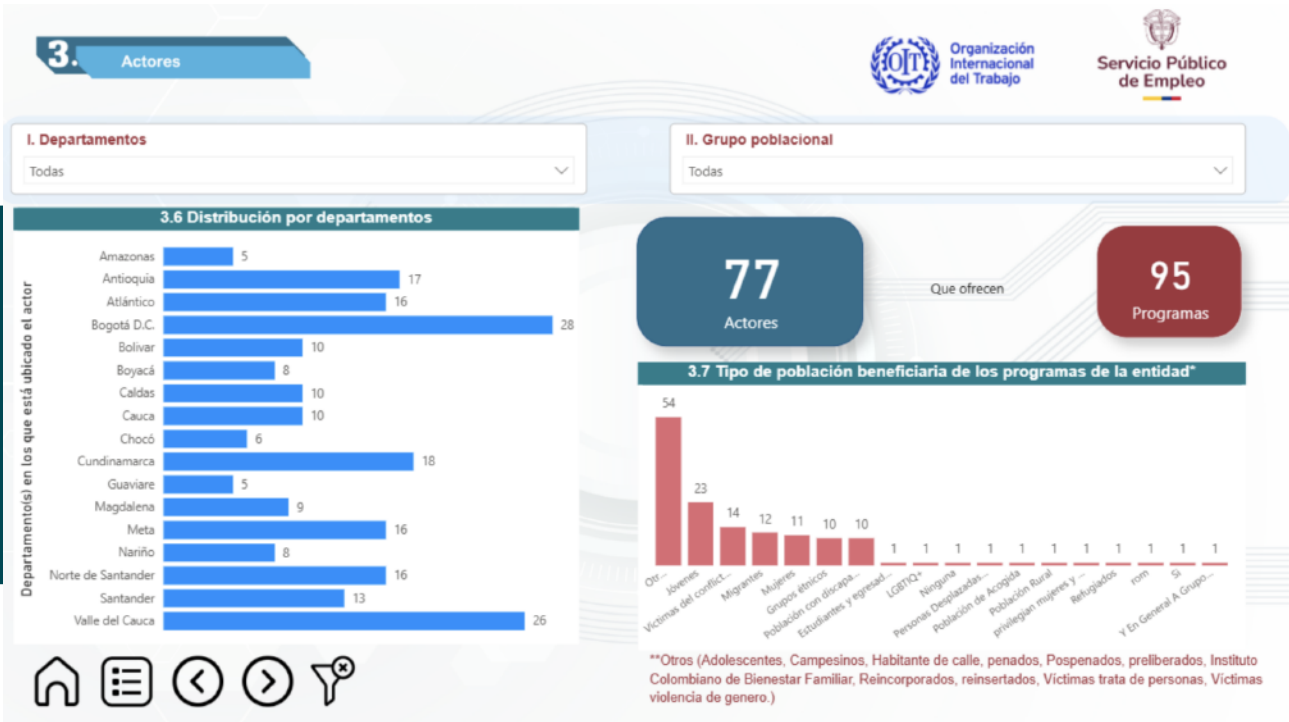 3.
Actores
OIT
Organización
Internacional
del Trabajo
Servicio Público
de Empleo
I. Departamentos
Todas
II. Grupo poblacional
Todas
3.6 Distribución por departamentos
Departamento(s) en los que está ubicado el actor
Amazonas 5
Antioquia 17
Atlántico 16
Bogotá D.C. 28
Bolivar 10
Boyacá 8
Caldas 10
Cauca 10
Chocó 6
Cundinamarca 18
Guaviare 5
Magdalena 9
Meta 16
Nariño 8
Norte de Santander 16
Santander 13
Valle del Cauca 26
77
Actores
Que ofrecen
95
Programas
3.7 Tipo de población beneficiaria de los programas de la entidad*
54 23 14 12 11 10 10 1 1 1 1 1 1 1 1 1 1 1
Otr...
Jovenes
Víctimas del conflict...
Migrantes
Mujeres
Grupos étnicos
Población con discapa...
Estudiantes y egresad...
LGBTIQ+
Ninguna
Personas Desplazadas...
Población de Acogida
Población Rural
privilegian mujeres y ...
Refugiados
rom
Si
Y En General A Grupo...
**Otros (Adolescentes, Campesinos, Habitante de calle, penados, Pospenados, preliberados, Instituto
Colombiano de Bienestar Familiar, Reincorporados, reinsertados, Víctimas trata de personas, Víctimas
violencia de genero.)